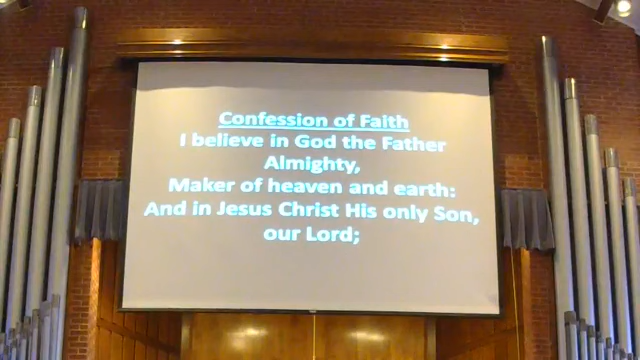 Confession of Faith
I believe in God the Father
Almighty,
Maker of heaven and earth:
And in Jesus Christ His only Son,
our Lord;